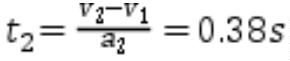 t₂ = (v₂−v₁)/a₂ = 0.38s